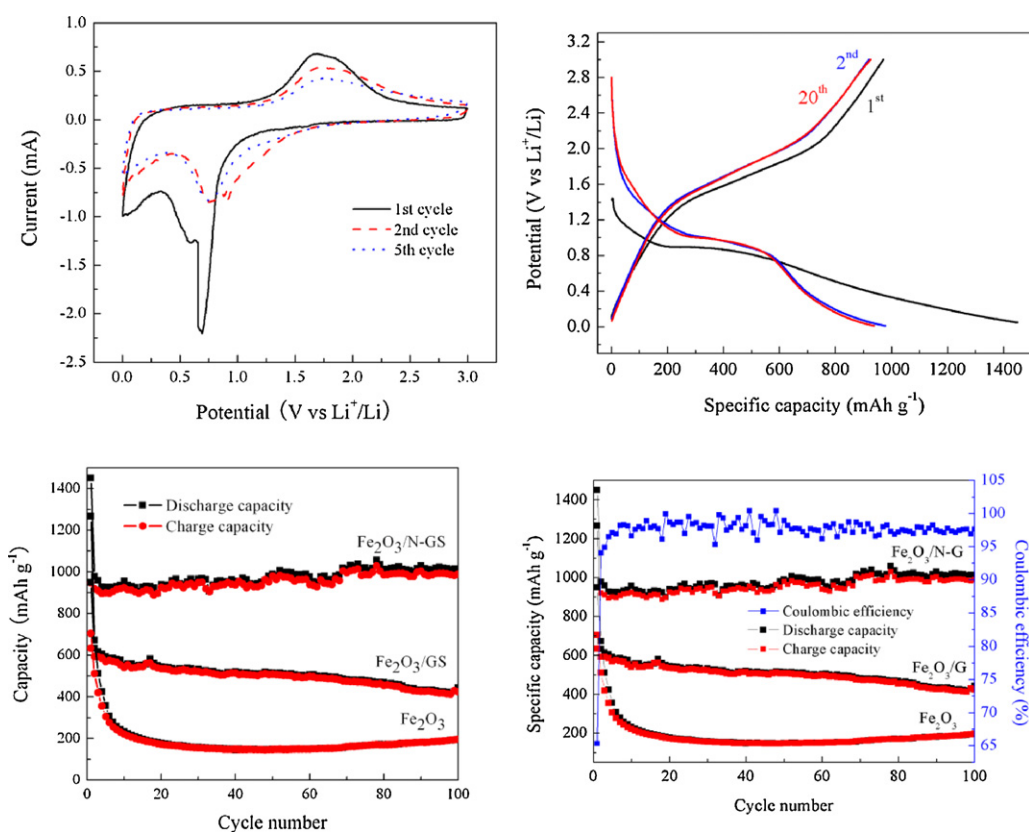 1.0
0.5
0.0
-0.5
-1.0
-1.5
-2.0
-2.5
Current (mA)
1st cycle
2nd cycle
5th cycle
0.0 0.5 1.0 1.5 2.0 2.5 3.0
Potential (V vs Li⁺/Li)
3.2
2.8
2.4
2.0
1.6
1.2
0.8
0.4
0.0
Potential (V vs Li⁺/Li)
2ⁿᵈ
20ᵗʰ
1ˢᵗ
0 200 400 600 800 1000 1200 1400
Specific capacity (mAh g⁻¹)
1400
1200
1000
800
600
400
200
0
Capacity (mAh g⁻¹)
Discharge capacity
Charge capacity
Fe₂O₃/N-GS
Fe₂O₃/GS
Fe₂O₃
0 20 40 60 80 100
Cycle number
1400
1200
1000
800
600
400
200
Specific capacity (mAh g⁻¹)
Fe₂O₃/N-G
Coulombic efficiency
Discharge capacity
Charge capacity
Fe₂O₃/G
Fe₂O₃
0 20 40 60 80 100
Cycle number
105
100
95
90
85
80
75
70
65
Coulombic efficiency (%)